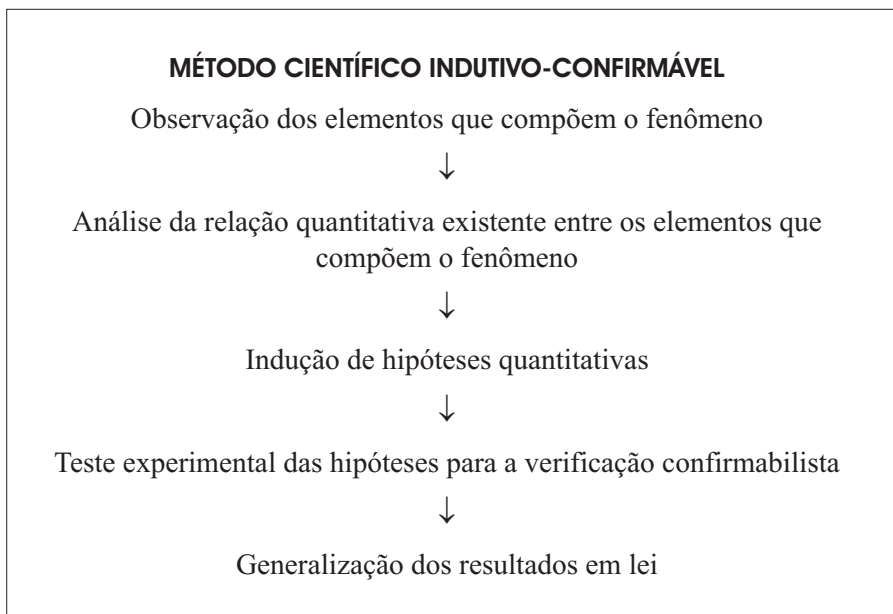 MÉTODO CIENTÍFICO INDUTIVO-CONFIRMÁVEL
Observação dos elementos que compõem o fenômeno
↓
Análise da relação quantitativa existente entre os elementos que
compõem o fenômeno
↓
Indução de hipóteses quantitativas
↓
Teste experimental das hipóteses para a verificação confirmabilista
↓
Generalização dos resultados em lei